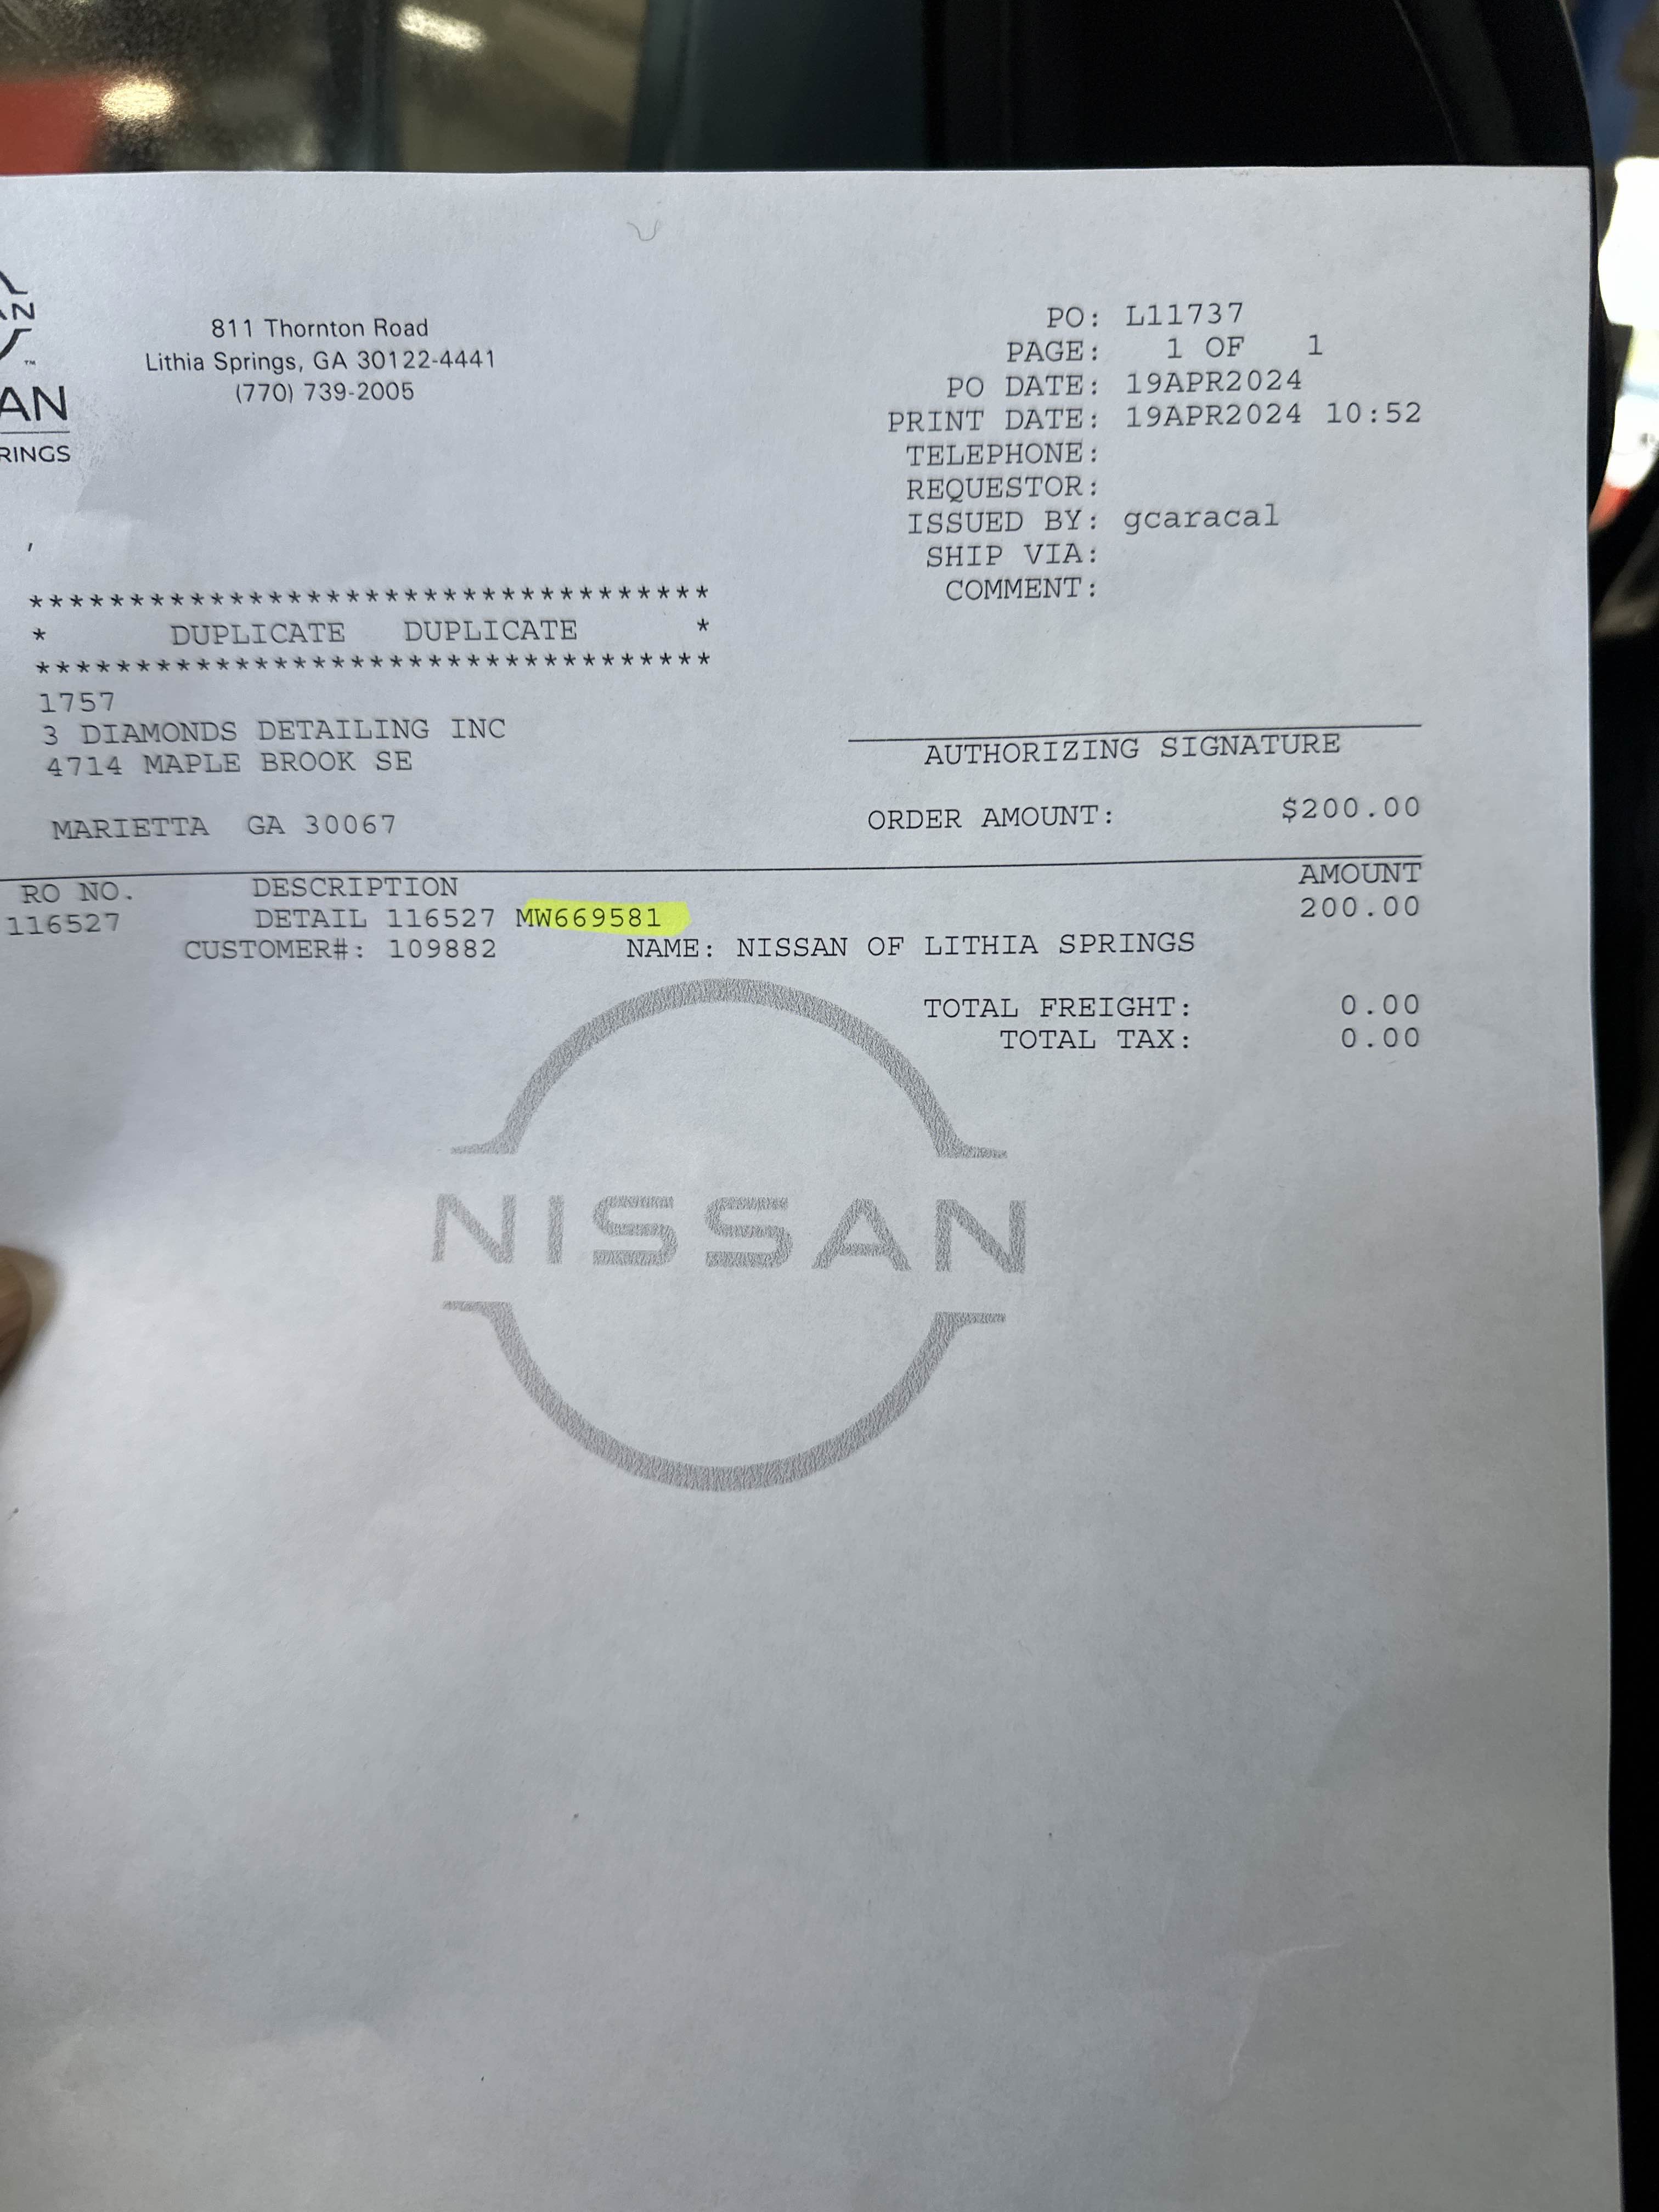 AN
™
AN
RINGS
811 Thornton Road
Lithia Springs, GA 30122-4441
(770) 739-2005
PO: L11737
PAGE: 1 OF 1
PO DATE: 19APR2024
PRINT DATE: 19APR2024 10:52
TELEPHONE:
REQUESTOR:
ISSUED BY: gcaracal
SHIP VIA:
COMMENT:
,
***********************************
* DUPLICATE DUPLICATE *
***********************************
1757
3 DIAMONDS DETAILING INC
4714 MAPLE BROOK SE
MARIETTA GA 30067
AUTHORIZING SIGNATURE
ORDER AMOUNT: $200.00
RO NO. DESCRIPTION AMOUNT
116527 DETAIL 116527 MW669581 200.00
CUSTOMER#: 109882 NAME: NISSAN OF LITHIA SPRINGS
TOTAL FREIGHT: 0.00
TOTAL TAX: 0.00
NISSAN